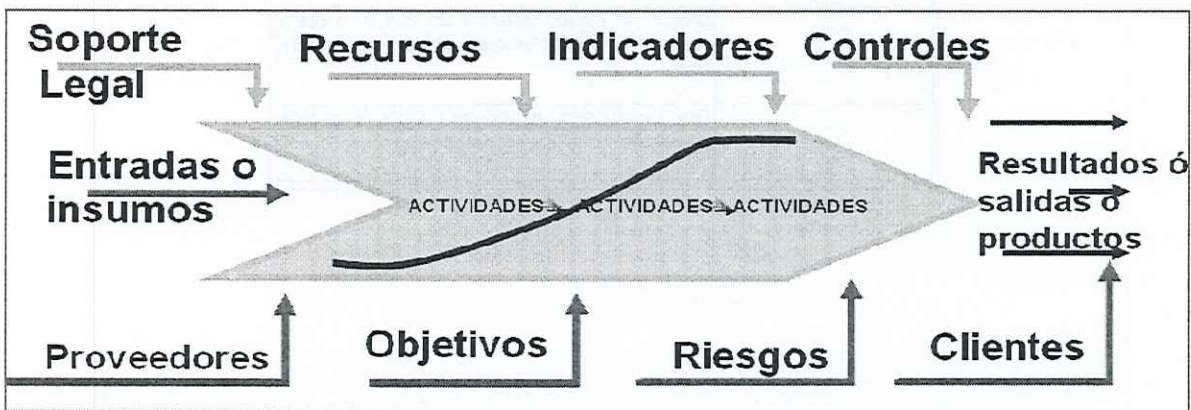 Soporte
Legal
Recursos
Indicadores
Controles
Entradas o
insumos
ACTIVIDADES ACTIVIDADES ACTIVIDADES
Resultados ó
salidas o
productos
Proveedores
Objetivos
Riesgos
Clientes